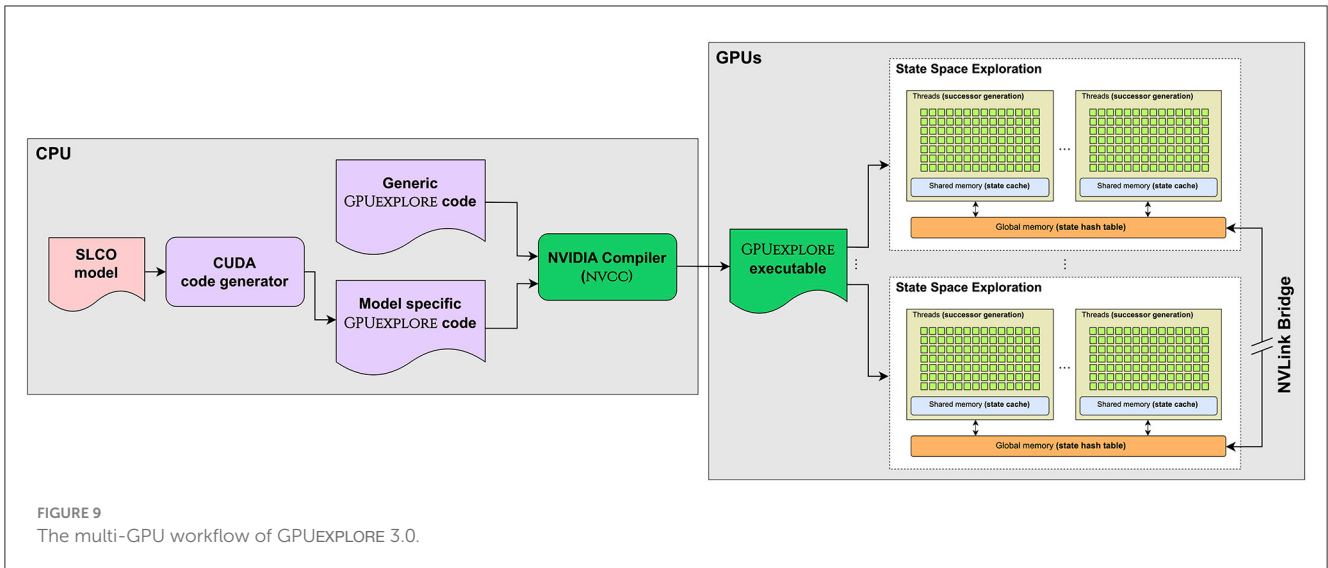 CPU
SLCO
model
CUDA
code generator
Generic
GPUEXPLORE code
Model specific
GPUEXPLORE code
NVIDIA Compiler
(NVCC)
GPUs
GPUEXPLORE
executable
State Space Exploration
Threads (successor generation)
Shared memory (state cache)
...
Threads (successor generation)
Shared memory (state cache)
Global memory (state hash table)
State Space Exploration
Threads (successor generation)
Shared memory (state cache)
...
Threads (successor generation)
Shared memory (state cache)
Global memory (state hash table)
NVLink Bridge
FIGURE 9
The multi-GPU workflow of GPUEXPLORE 3.0.